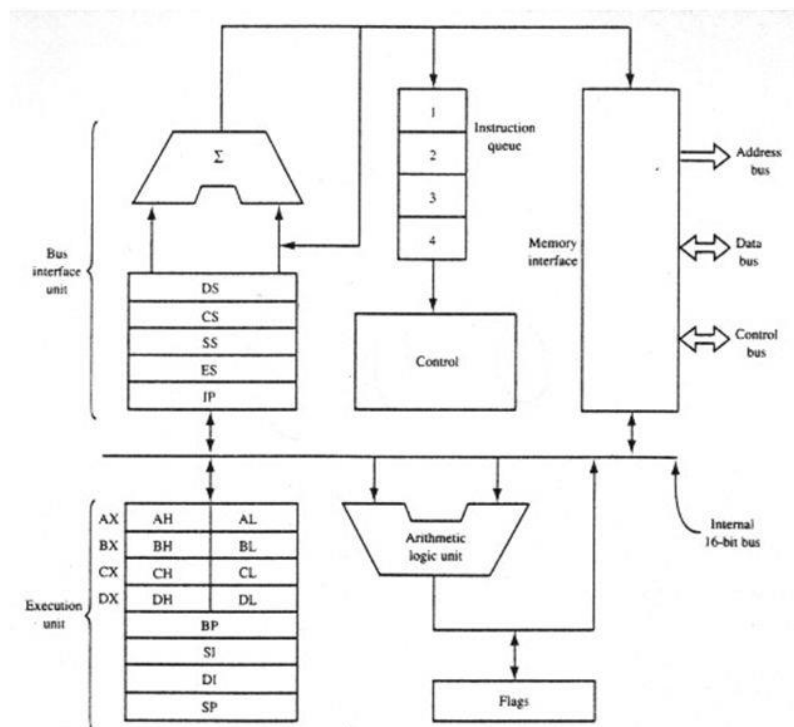 Σ
1
2
3
4
Instruction
queue
Memory
interface
Address
bus
Data
bus
Control
bus
Bus
interface
unit
DS
CS
SS
ES
IP
Control
Internal
16-bit bus
Execution
unit
AX
AH
AL
BX
BH
BL
CX
CH
CL
DX
DH
DL
BP
SI
DI
SP
Arithmetic
logic unit
Flags